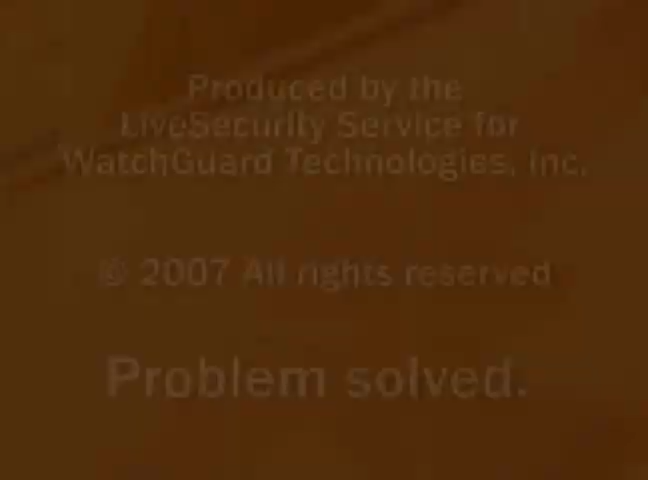 Produced by the
LiveSecurity Service for
WatchGuard Technologies, Inc.
© 2007 All rights reserved
Problem solved.